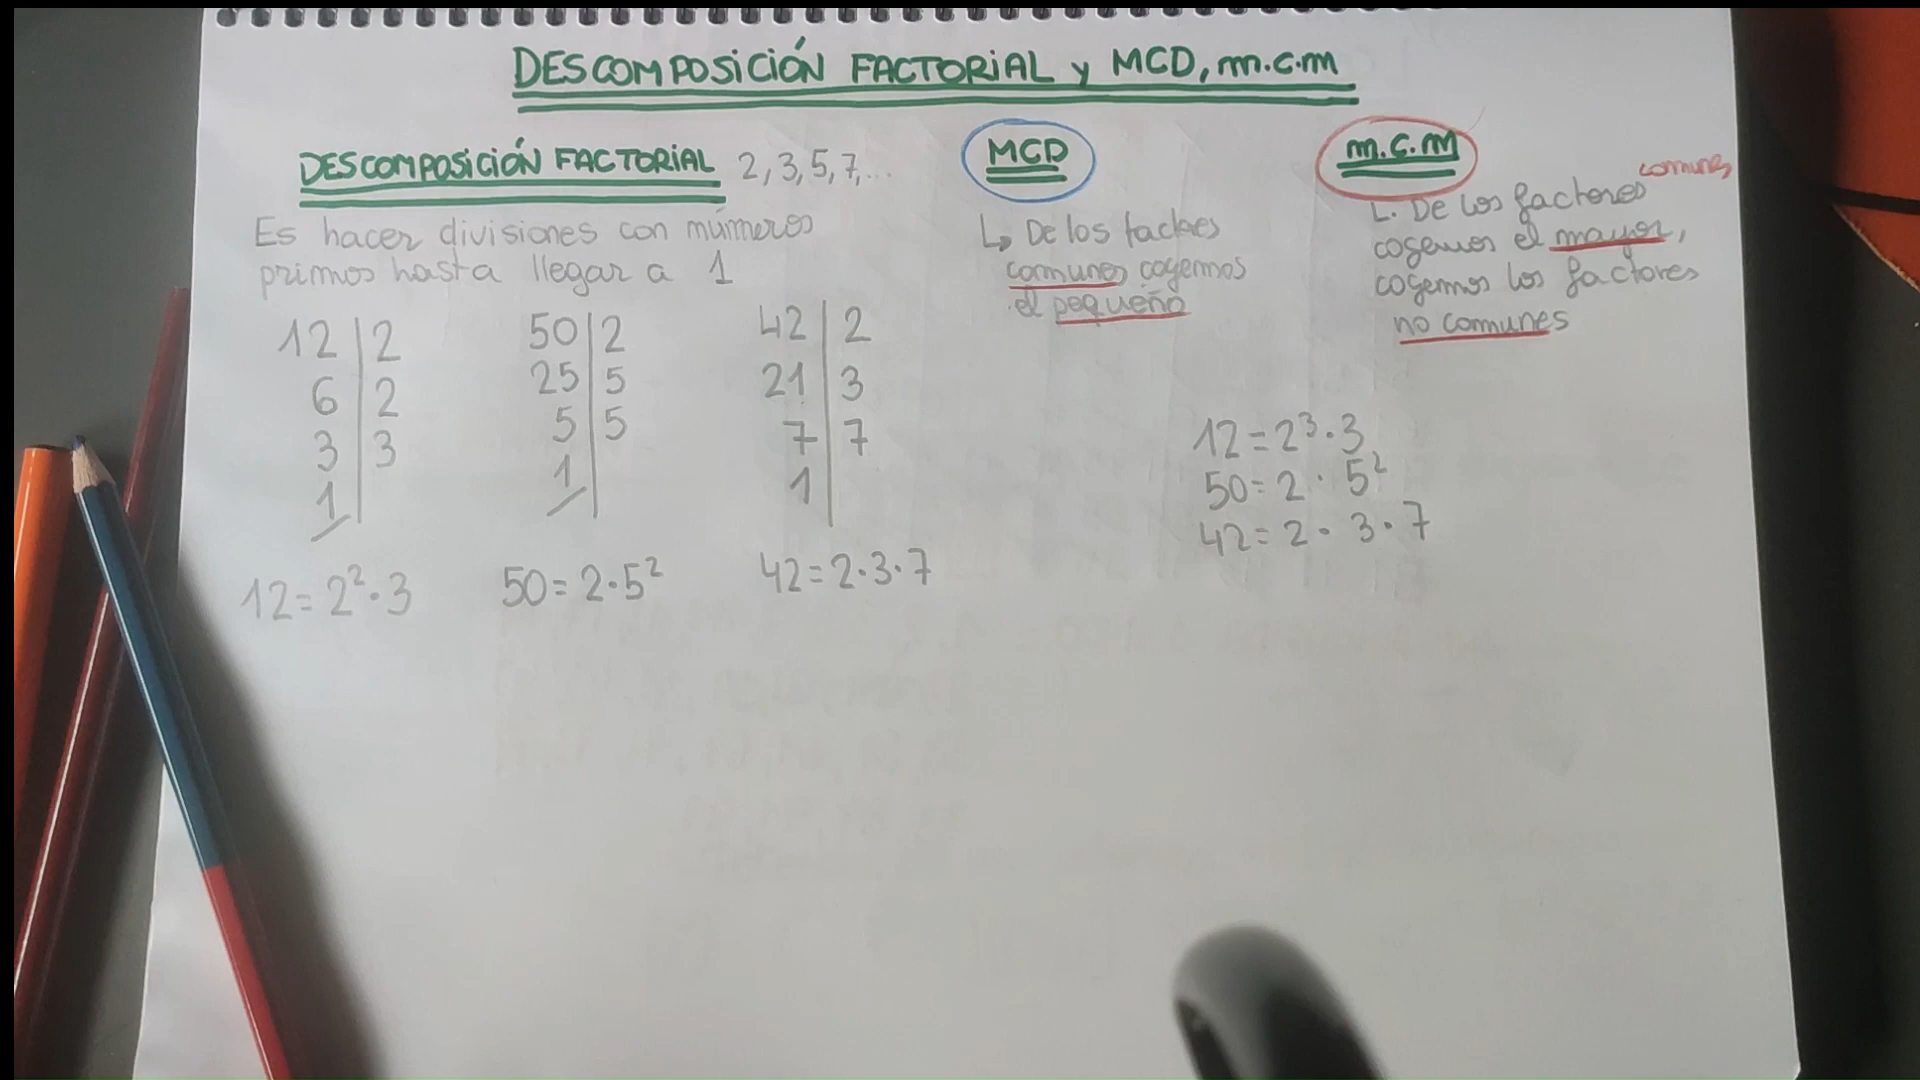 DESCOMPOSICIÓN FACTORIAL y MCD, m.c.m
DESCOMPOSICIÓN FACTORIAL 2, 3, 5, 7, ...
Es hacer divisiones con números
primos hasta llegar a 1
12 | 2
6 | 2
3 | 3
1 |
12 = 2² · 3
50 | 2
25 | 5
5 | 5
1 |
50 = 2 · 5²
42 | 2
21 | 3
7 | 7
1 |
42 = 2 · 3 · 7
MCD
↳ De los factores
comunes cogemos
el pequeño
m.c.m
L. De los factores comunes
cogemos el mayor,
cogemos los factores
no comunes
12 = 2³ · 3
50 = 2 · 5²
42 = 2 · 3 · 7